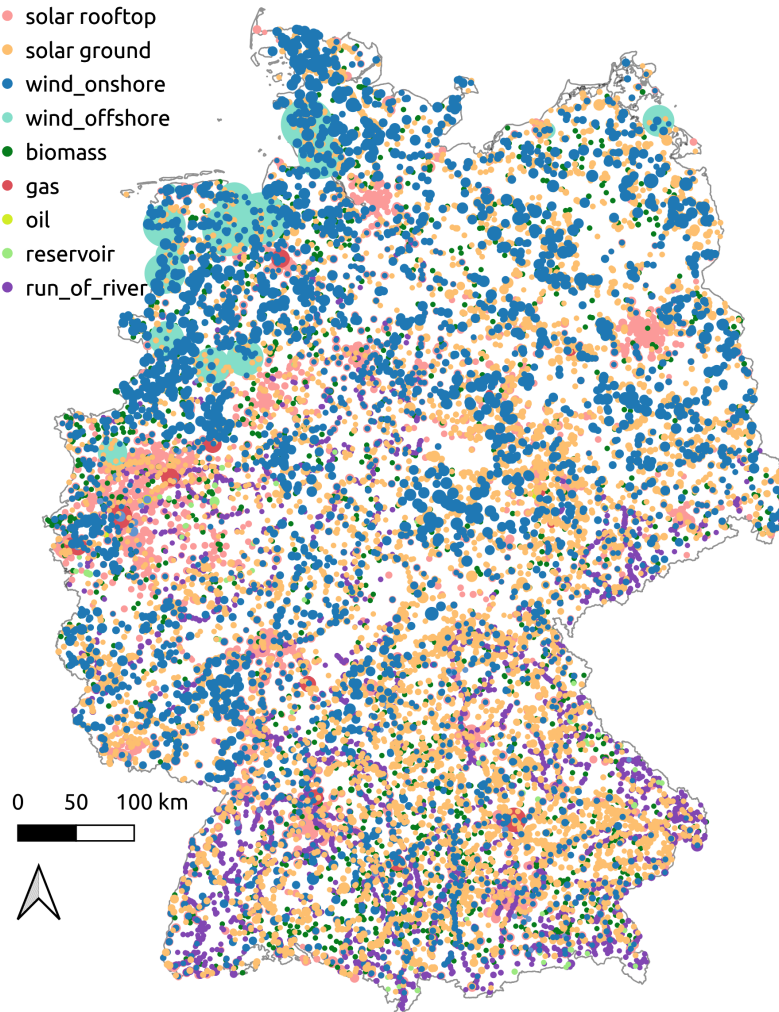 solar rooftop
solar ground
wind_onshore
wind_offshore
biomass
gas
oil
reservoir
run_of_river
0 50 100 km